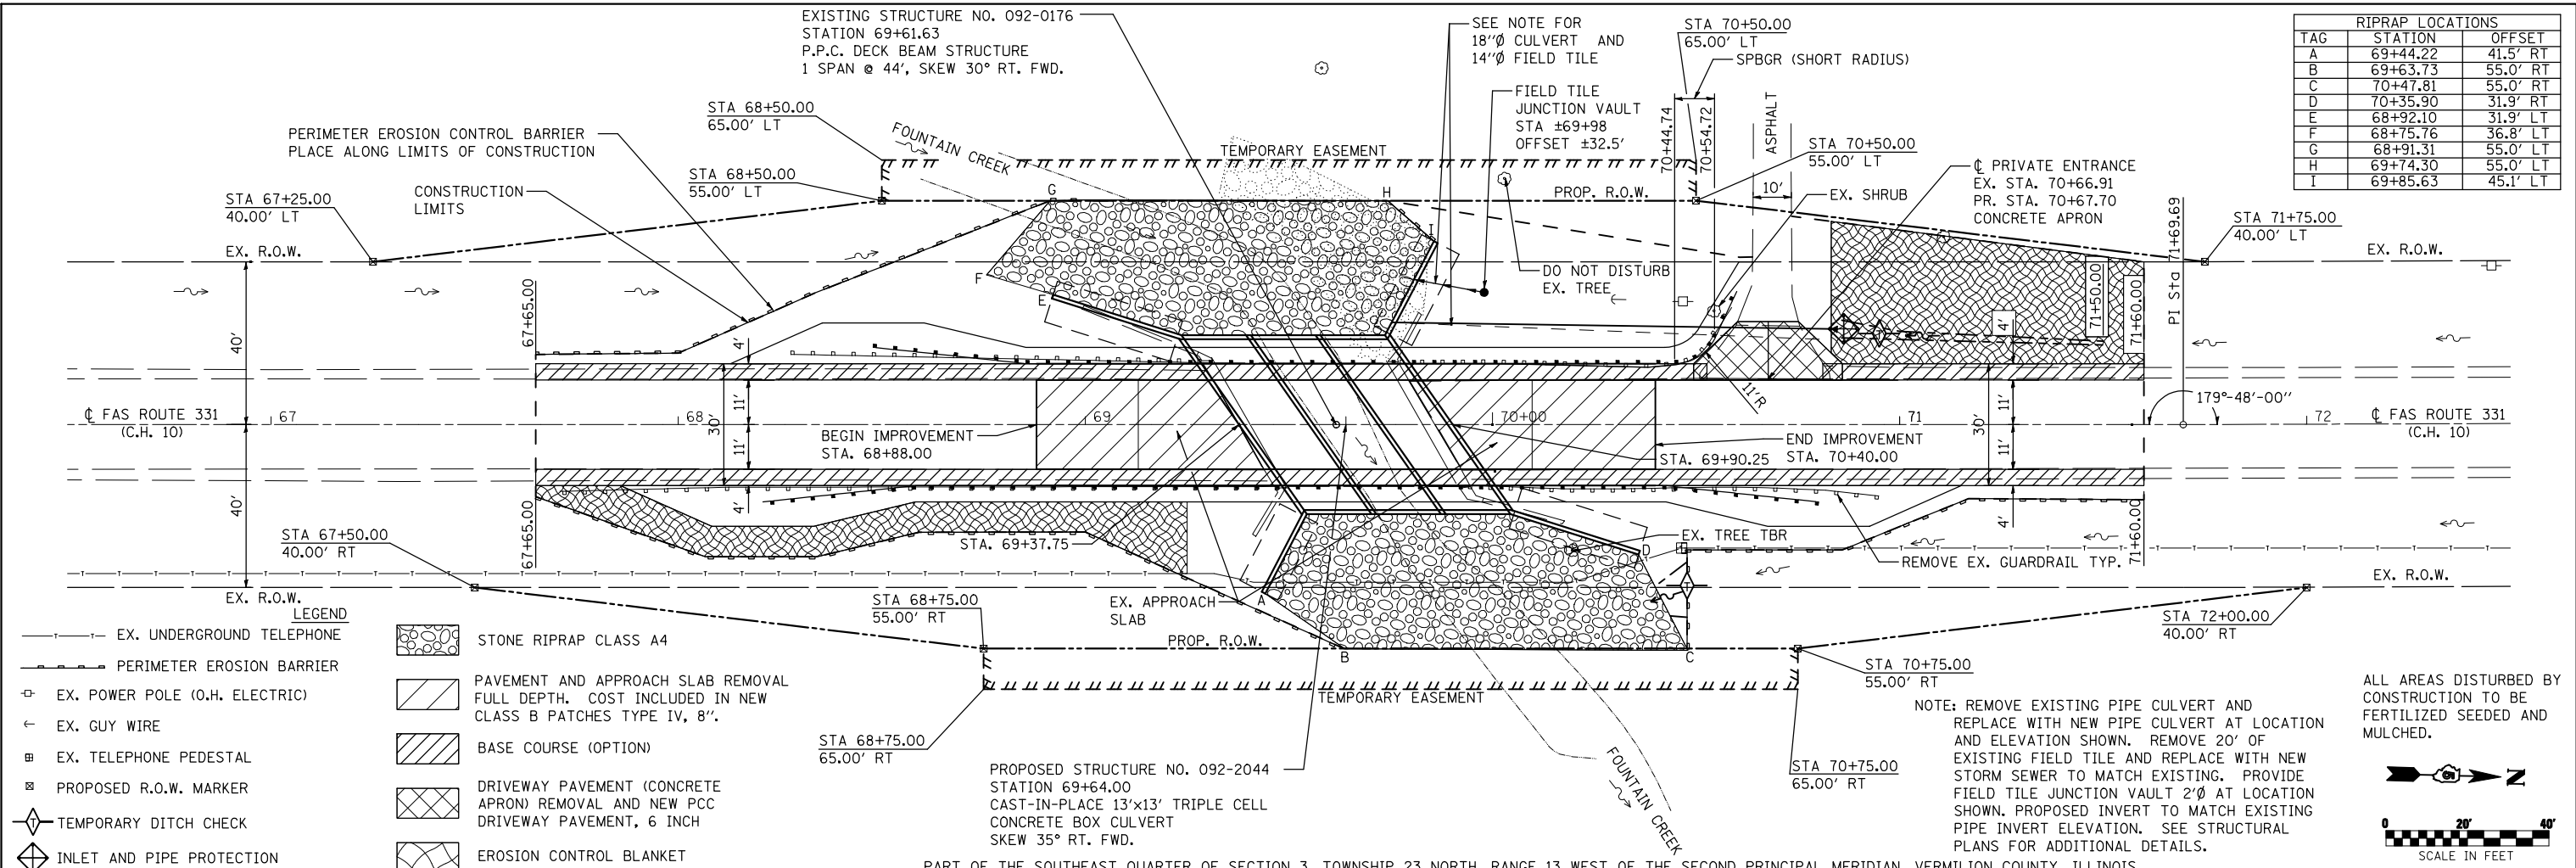 EXISTING STRUCTURE NO. 092-0176
STATION 69+61.63
P.P.C. DECK BEAM STRUCTURE
1 SPAN @ 44', SKEW 30° RT. FWD.
SEE NOTE FOR
18"Ø CULVERT AND
14"Ø FIELD TILE
STA 70+50.00
65.00' LT
SPBGR (SHORT RADIUS)
RIPRAP LOCATIONS
TAG STATION OFFSET
A 69+44.22 41.5' RT
B 69+63.73 55.0' RT
C 70+47.81 55.0' RT
D 70+35.90 31.9' RT
E 68+92.10 31.9' LT
F 68+75.76 36.8' LT
G 68+91.31 55.0' LT
H 69+74.30 55.0' LT
I 69+85.63 45.1' LT
STA 68+50.00
65.00' LT
PERIMETER EROSION CONTROL BARRIER
PLACE ALONG LIMITS OF CONSTRUCTION
FOUNTAIN CREEK
TEMPORARY EASEMENT
FIELD TILE
JUNCTION VAULT
STA ±69+98
OFFSET ±32.5'
70+44.74
70+54.72
ASPHALT
10'
STA 70+50.00
55.00' LT
℄ PRIVATE ENTRANCE
EX. STA. 70+66.91
PR. STA. 70+67.70
CONCRETE APRON
STA 68+50.00
55.00' LT
CONSTRUCTION
LIMITS
STA 67+25.00
40.00' LT
G
H
I
F
E
PROP. R.O.W.
EX. SHRUB
DO NOT DISTURB
EX. TREE
PI Sta 71+69.69
STA 71+75.00
40.00' LT
EX. R.O.W.
EX. R.O.W.
67+65.00
71+50.00
71+60.00
40'
4'
4'
11'R
30'
11'
11'
30'
11'
11'
℄ FAS ROUTE 331
(C.H. 10)
67
68
69
70+00
71
72
179°-48'-00"
℄ FAS ROUTE 331
(C.H. 10)
BEGIN IMPROVEMENT
STA. 68+88.00
END IMPROVEMENT
STA. 70+40.00
STA. 69+90.25
40'
4'
4'
67+65.00
71+60.00
STA. 69+37.75
STA 67+50.00
40.00' RT
EX. TREE TBR
D
REMOVE EX. GUARDRAIL TYP.
EX. R.O.W.
EX. R.O.W.
A
EX. APPROACH
SLAB
STA 68+75.00
55.00' RT
PROP. R.O.W.
B
C
STA 72+00.00
40.00' RT
STA 70+75.00
55.00' RT
TEMPORARY EASEMENT
STA 68+75.00
65.00' RT
STA 70+75.00
65.00' RT
FOUNTAIN CREEK
PROPOSED STRUCTURE NO. 092-2044
STATION 69+64.00
CAST-IN-PLACE 13'x13' TRIPLE CELL
CONCRETE BOX CULVERT
SKEW 35° RT. FWD.
NOTE: REMOVE EXISTING PIPE CULVERT AND
REPLACE WITH NEW PIPE CULVERT AT LOCATION
AND ELEVATION SHOWN. REMOVE 20' OF
EXISTING FIELD TILE AND REPLACE WITH NEW
STORM SEWER TO MATCH EXISTING. PROVIDE
FIELD TILE JUNCTION VAULT 2'Ø AT LOCATION
SHOWN. PROPOSED INVERT TO MATCH EXISTING
PIPE INVERT ELEVATION. SEE STRUCTURAL
PLANS FOR ADDITIONAL DETAILS.
ALL AREAS DISTURBED BY
CONSTRUCTION TO BE
FERTILIZED SEEDED AND
MULCHED.
N
0 20' 40'
SCALE IN FEET
LEGEND
EX. UNDERGROUND TELEPHONE
PERIMETER EROSION BARRIER
EX. POWER POLE (O.H. ELECTRIC)
EX. GUY WIRE
EX. TELEPHONE PEDESTAL
PROPOSED R.O.W. MARKER
T TEMPORARY DITCH CHECK
INLET AND PIPE PROTECTION
STONE RIPRAP CLASS A4
PAVEMENT AND APPROACH SLAB REMOVAL
FULL DEPTH. COST INCLUDED IN NEW
CLASS B PATCHES TYPE IV, 8".
BASE COURSE (OPTION)
DRIVEWAY PAVEMENT (CONCRETE
APRON) REMOVAL AND NEW PCC
DRIVEWAY PAVEMENT, 6 INCH
EROSION CONTROL BLANKET
PART OF THE SOUTHEAST QUARTER OF SECTION 3, TOWNSHIP 23 NORTH, RANGE 13 WEST OF THE SECOND PRINCIPAL MERIDIAN, VERMILION COUNTY, ILLINOIS